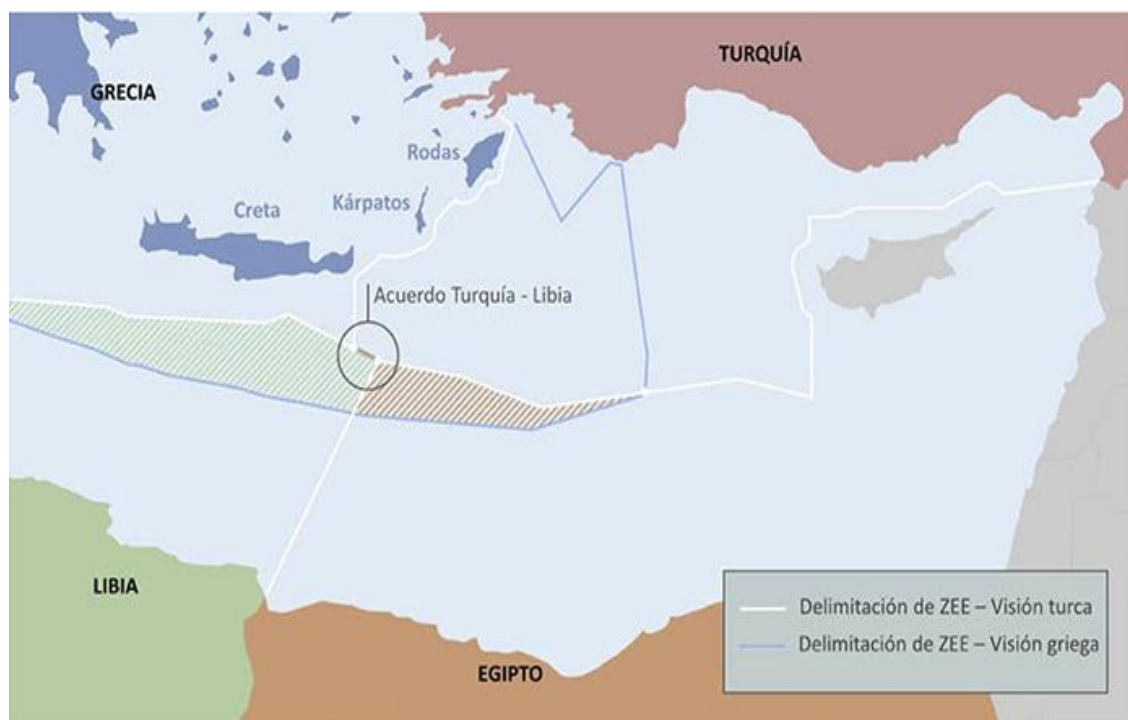 TURQUÍA
GRECIA
Rodas
Kárpatos
Creta
Acuerdo Turquía - Libia
LIBIA
EGIPTO
Delimitación de ZEE – Visión turca
Delimitación de ZEE – Visión griega